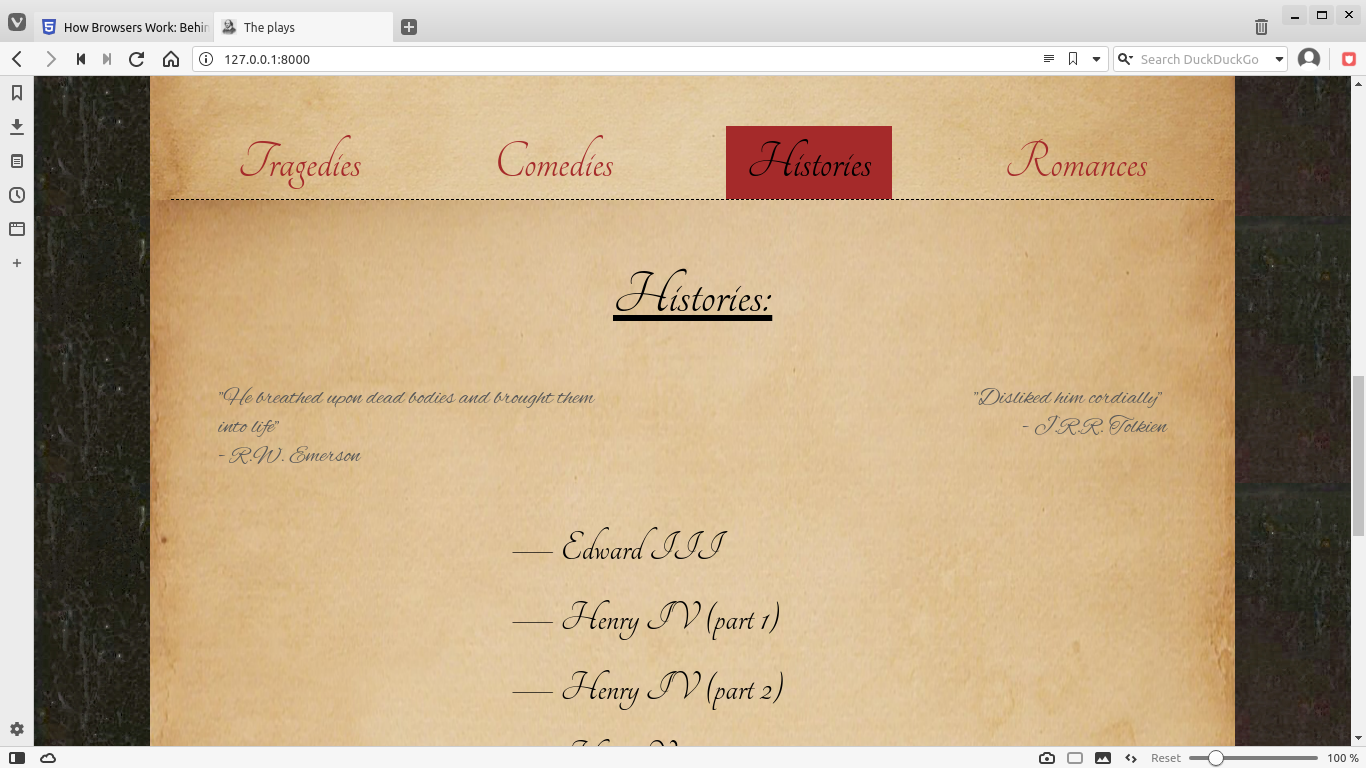 How Browsers Work: Behin
The plays
127.0.0.1:8000
Search DuckDuckGo
Tragedies Comedies Histories Romances
Histories:
"He breathed upon dead bodies and brought them
into life"
- R.W. Emerson
"Disliked him cordially"
- J.R.R. Tolkien
Edward III
Henry IV (part 1)
Henry IV (part 2)
Reset 100 %